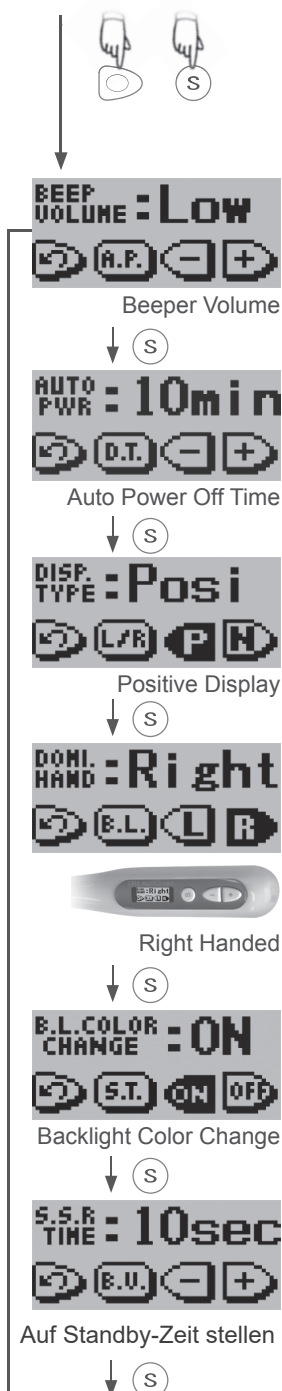 S
BEEP
VOLUME : Low
A.P. - +
Beeper Volume
S
AUTO
PWR : 10min
D.T. - +
Auto Power Off Time
S
DISP.
TYPE : Posi
L/R P N
Positive Display
S
DOMI.
HAND : Right
B.L. L R
Right Handed
S
B.L.COLOR
CHANGE : ON
S.T. ON OFF
Backlight Color Change
S
S.S.R
TIME : 10sec
B.V. - +
Auf Standby-Zeit stellen
S